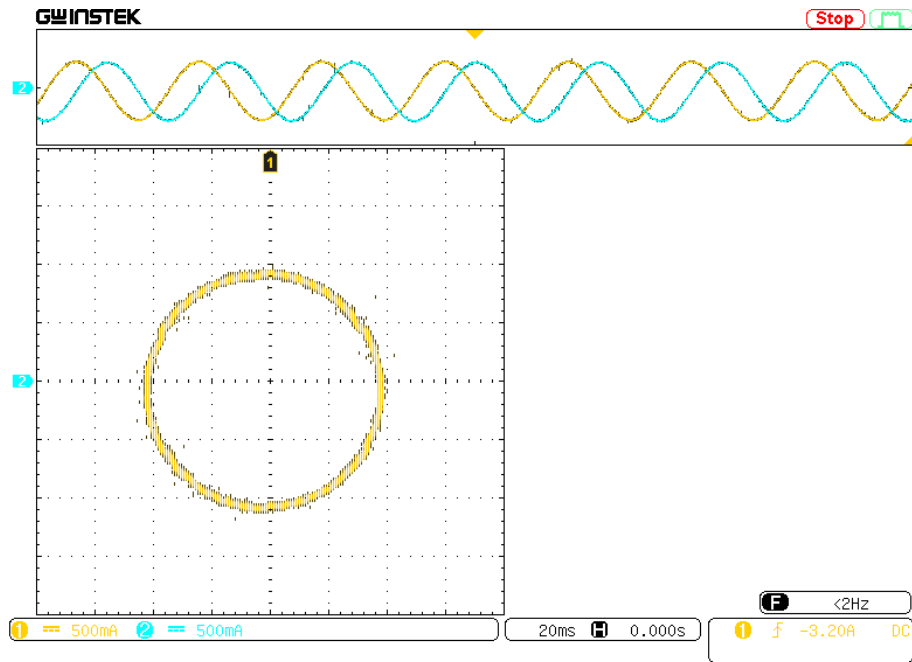 GWINSTEK
Stop
2
1
2
F <2Hz
1 500mA 2 500mA
20ms H 0.000s
1 -3.20A DC